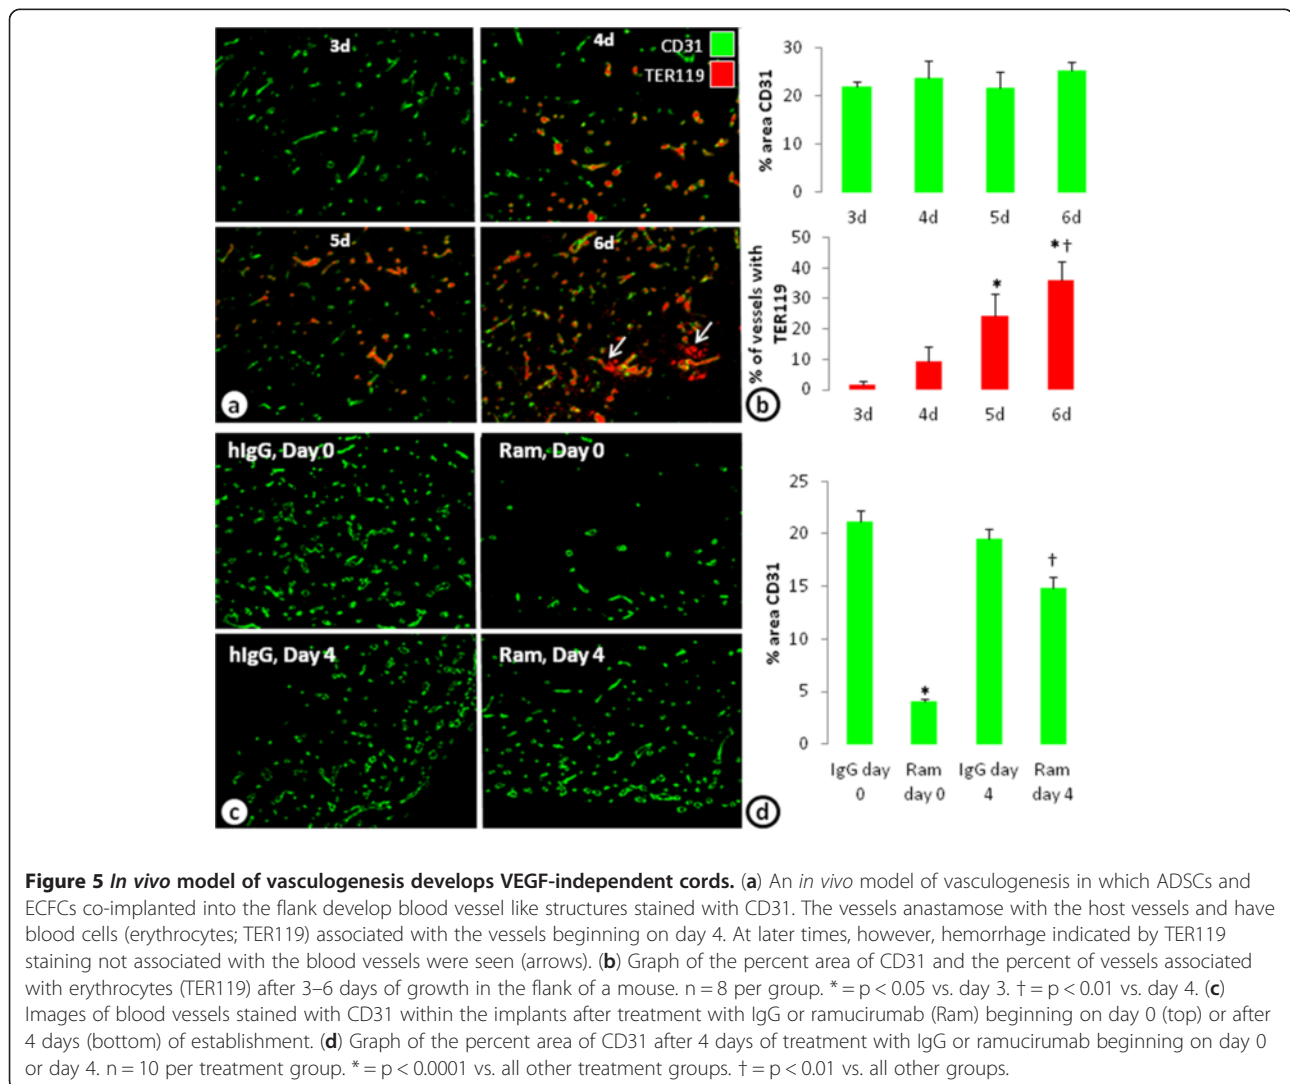 3d
4d
CD31
TER119
5d
6d
a
% area CD31
30
20
10
0
3d 4d 5d 6d
% of vessels with
TER119
50
40
30
20
10
0
*
* †
3d 4d 5d 6d
b
hIgG, Day 0
Ram, Day 0
hIgG, Day 4
Ram, Day 4
c
% area CD31
25
20
15
10
5
0
*
†
IgG day Ram IgG day Ram
0 day 0 4 day 4
d
Figure 5 In vivo model of vasculogenesis develops VEGF-independent cords. (a) An in vivo model of vasculogenesis in which ADSCs and
ECFCs co-implanted into the flank develop blood vessel like structures stained with CD31. The vessels anastamose with the host vessels and have
blood cells (erythrocytes; TER119) associated with the vessels beginning on day 4. At later times, however, hemorrhage indicated by TER119
staining not associated with the blood vessels were seen (arrows). (b) Graph of the percent area of CD31 and the percent of vessels associated
with erythrocytes (TER119) after 3–6 days of growth in the flank of a mouse. n = 8 per group. * = p < 0.05 vs. day 3. † = p < 0.01 vs. day 4. (c)
Images of blood vessels stained with CD31 within the implants after treatment with IgG or ramucirumab (Ram) beginning on day 0 (top) or after
4 days (bottom) of establishment. (d) Graph of the percent area of CD31 after 4 days of treatment with IgG or ramucirumab beginning on day 0
or day 4. n = 10 per treatment group. * = p < 0.0001 vs. all other treatment groups. † = p < 0.01 vs. all other groups.